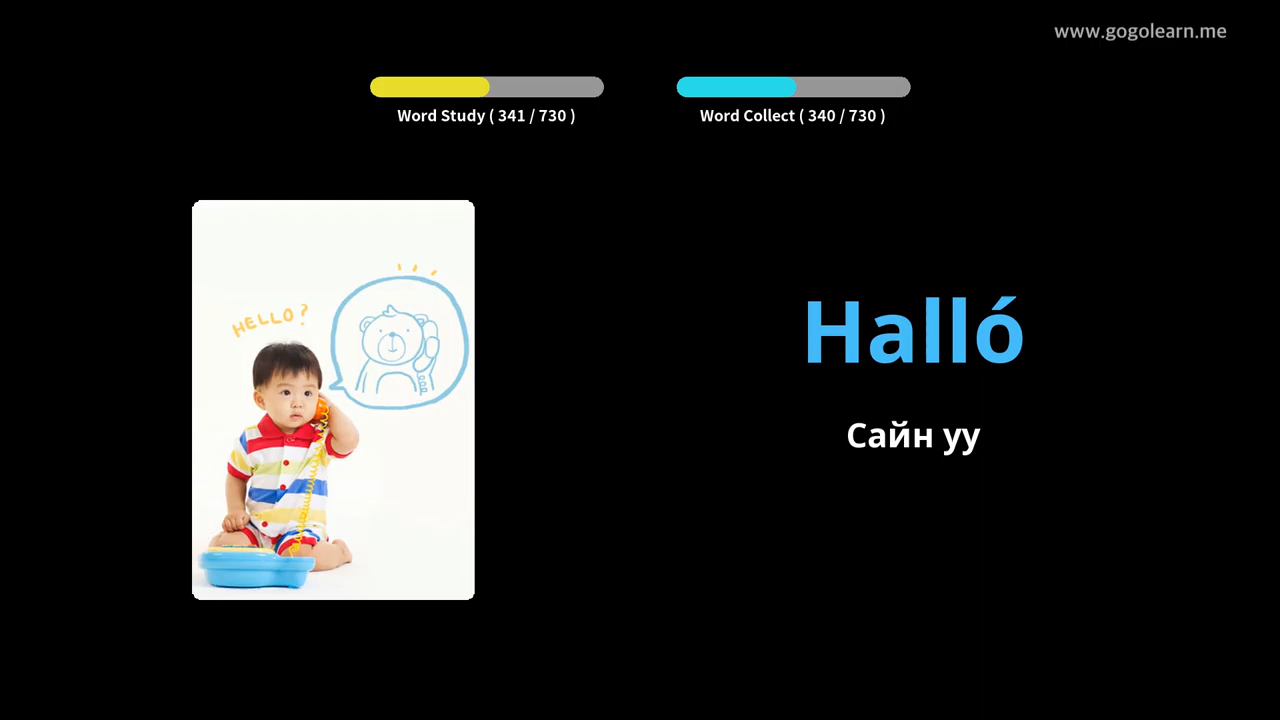 www.gogolearn.me
Word Study ( 341 / 730 )
Word Collect ( 340 / 730 )
HELLO?
Halló
Сайн уу